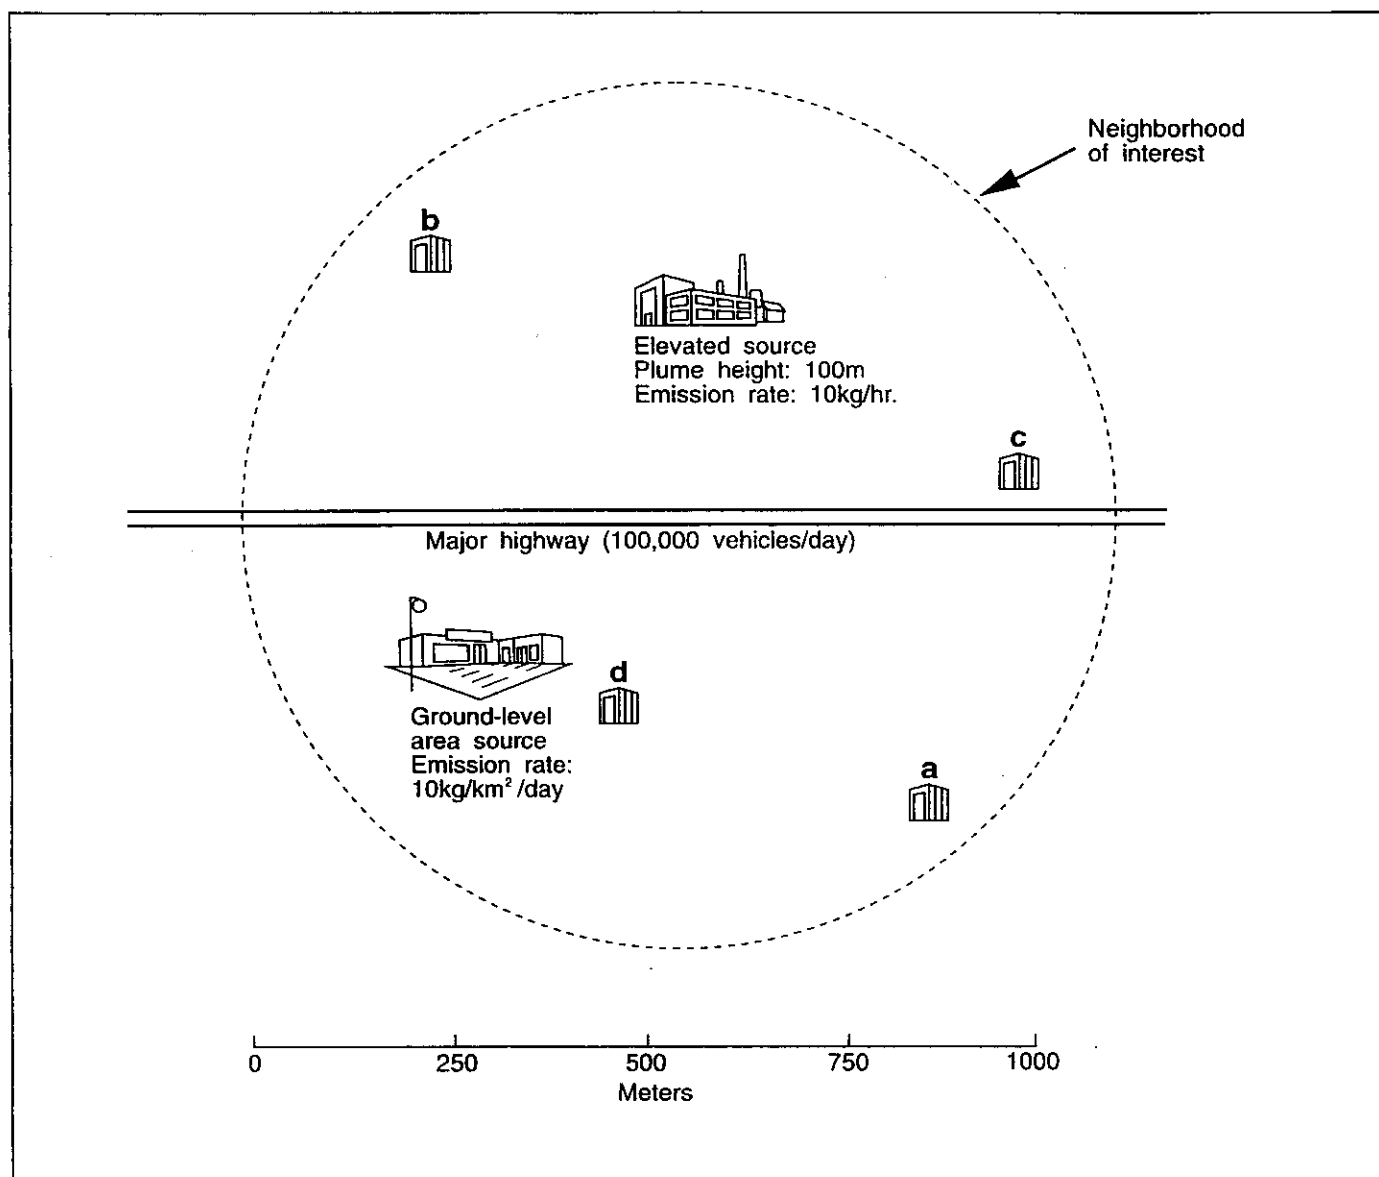 Neighborhood
of interest
b
Elevated source
Plume height: 100m
Emission rate: 10kg/hr.
c
Major highway (100,000 vehicles/day)
d
Ground-level
area source
Emission rate:
10kg/km²/day
a
0 250 500 750 1000
Meters